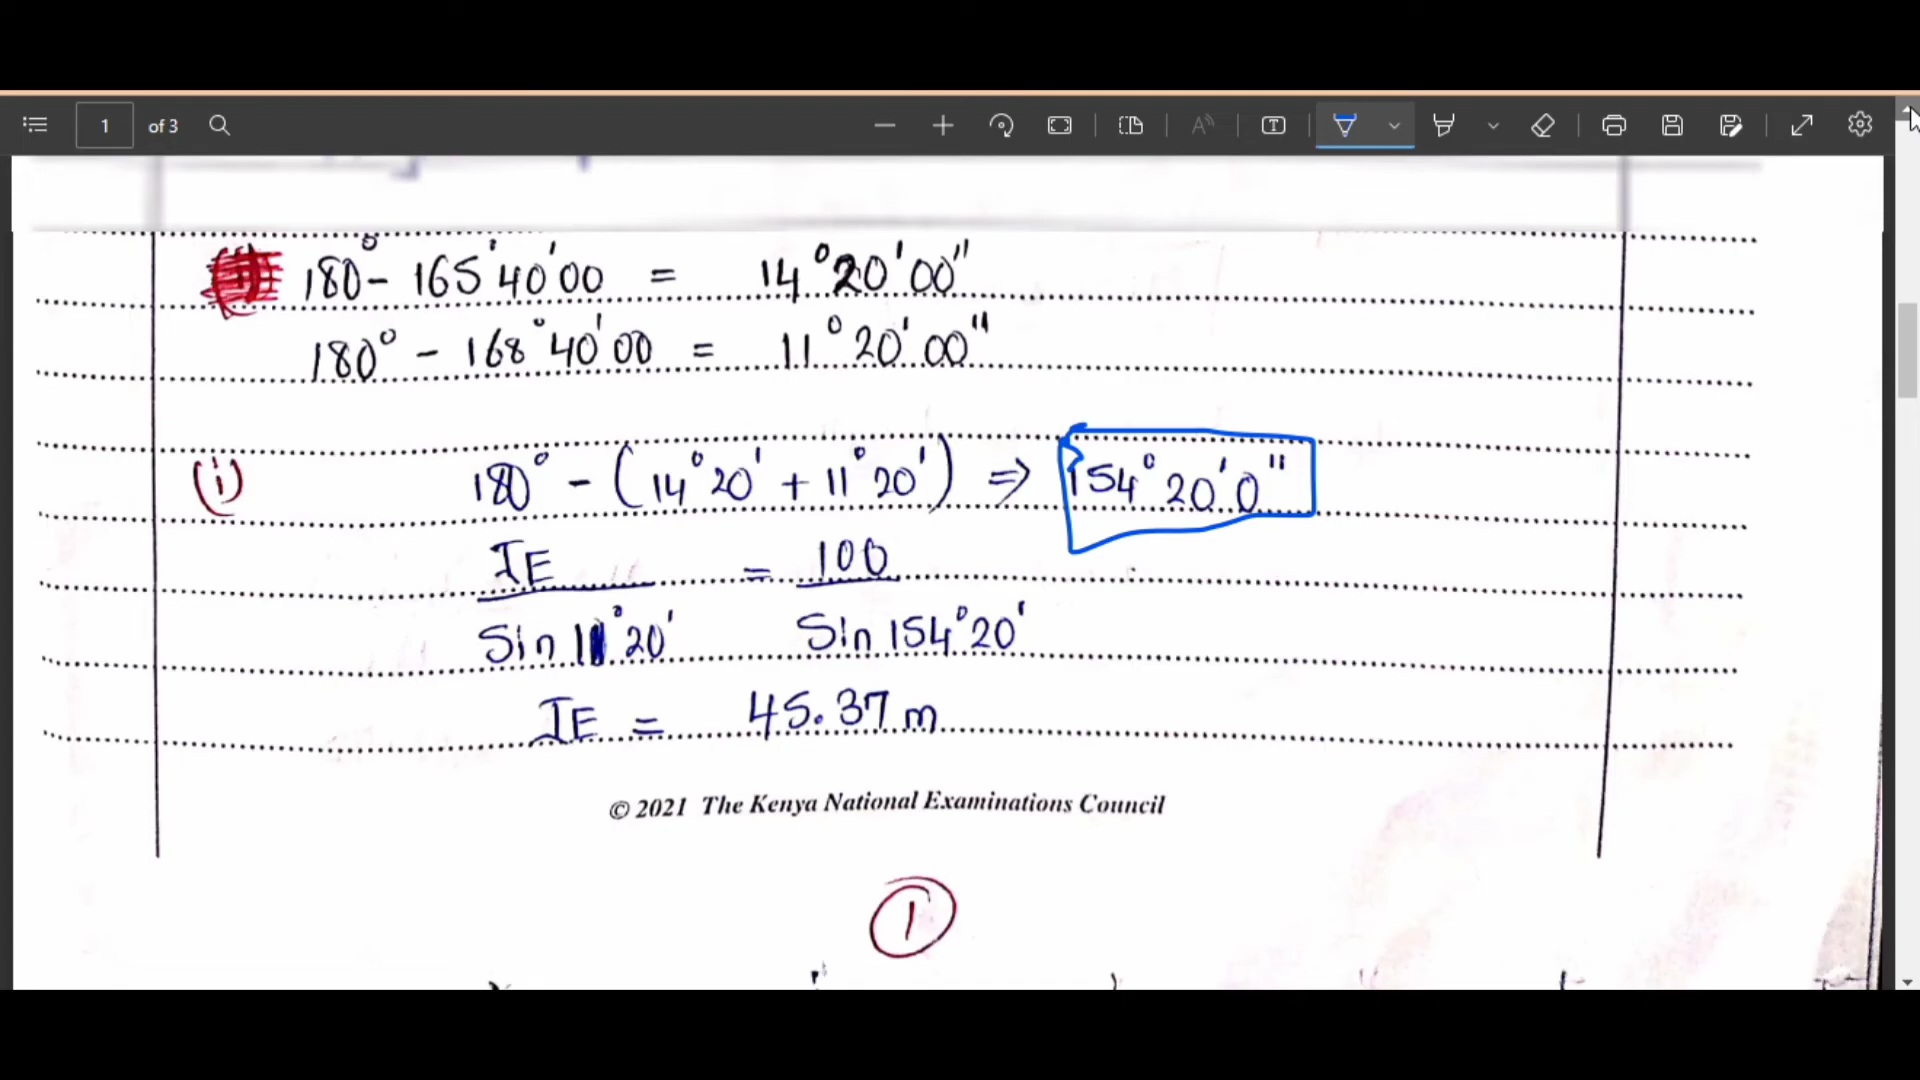 1 of 3
180° - 165°40'00 = 14°20'00"
180° - 168°40'00 = 11°20'00"
(i) 180° - (14°20' + 11°20') ⇒ 154°20'0"
IE = 100
Sin 11°20' Sin 154°20'
IE = 45.37 m
© 2021 The Kenya National Examinations Council
1